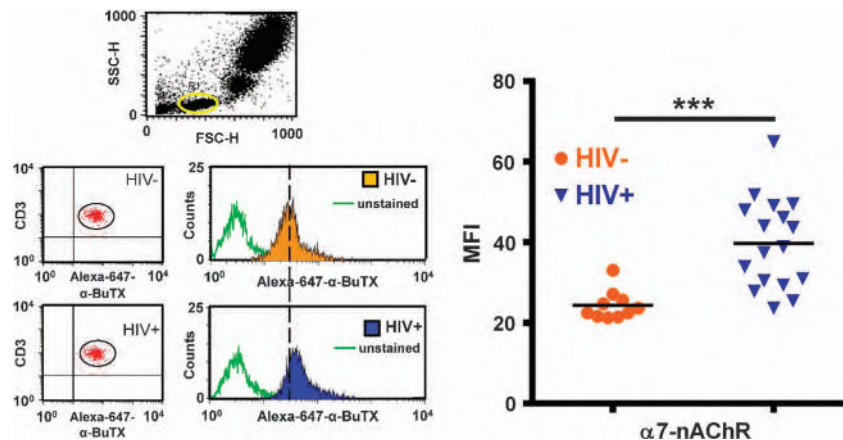 1000
SSC-H
R1
0
0 FSC-H 1000
10⁴
HIV-
CD3
10⁰
10⁰ Alexa-647- 10⁴
α-BuTX
25
HIV-
unstained
Counts
0
10⁰ Alexa-647-α-BuTX 10⁴
10⁴
HIV+
CD3
10⁰
10⁰ Alexa-647- 10⁴
α-BuTX
25
HIV+
unstained
Counts
0
10⁰ Alexa-647-α-BuTX 10⁴
80
***
60
HIV-
HIV+
MFI
40
20
0
α7-nAChR